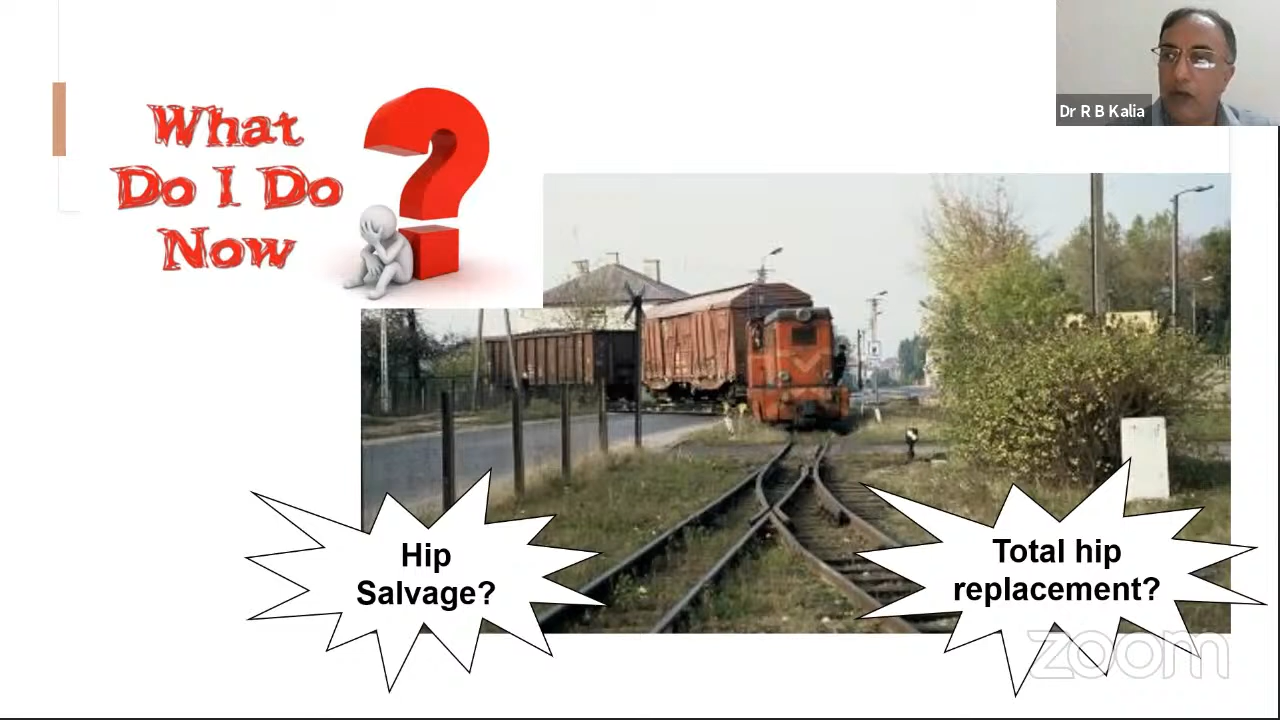 What
Do I Do
Now
?
Dr R B Kalia
Hip
Salvage?
Total hip
replacement?
zoom